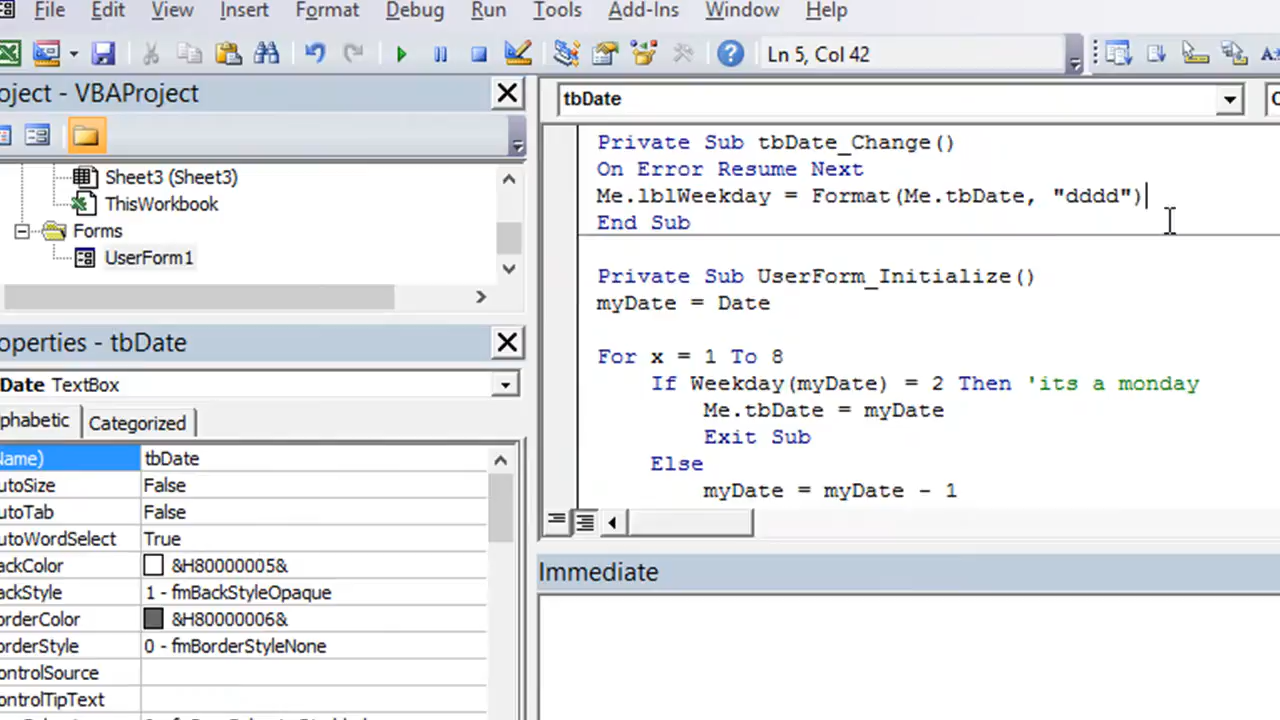 File Edit View Insert Format Debug Run Tools Add-Ins Window Help
Ln 5, Col 42
oject - VBAProject
tbDate
Sheet3 (Sheet3)
ThisWorkbook
Forms
UserForm1
Private Sub tbDate_Change()
On Error Resume Next
Me.lblWeekday = Format(Me.tbDate, "dddd")
End Sub
Private Sub UserForm_Initialize()
myDate = Date
For x = 1 To 8
If Weekday(myDate) = 2 Then 'its a monday
Me.tbDate = myDate
Exit Sub
Else
myDate = myDate - 1
operties - tbDate
Date TextBox
phabetic Categorized
Name) tbDate
utoSize False
utoTab False
utoWordSelect True
ackColor &H80000005&
ackStyle 1 - fmBackStyleOpaque
orderColor &H80000006&
orderStyle 0 - fmBorderStyleNone
ontrolSource
ontrolTipText
Immediate